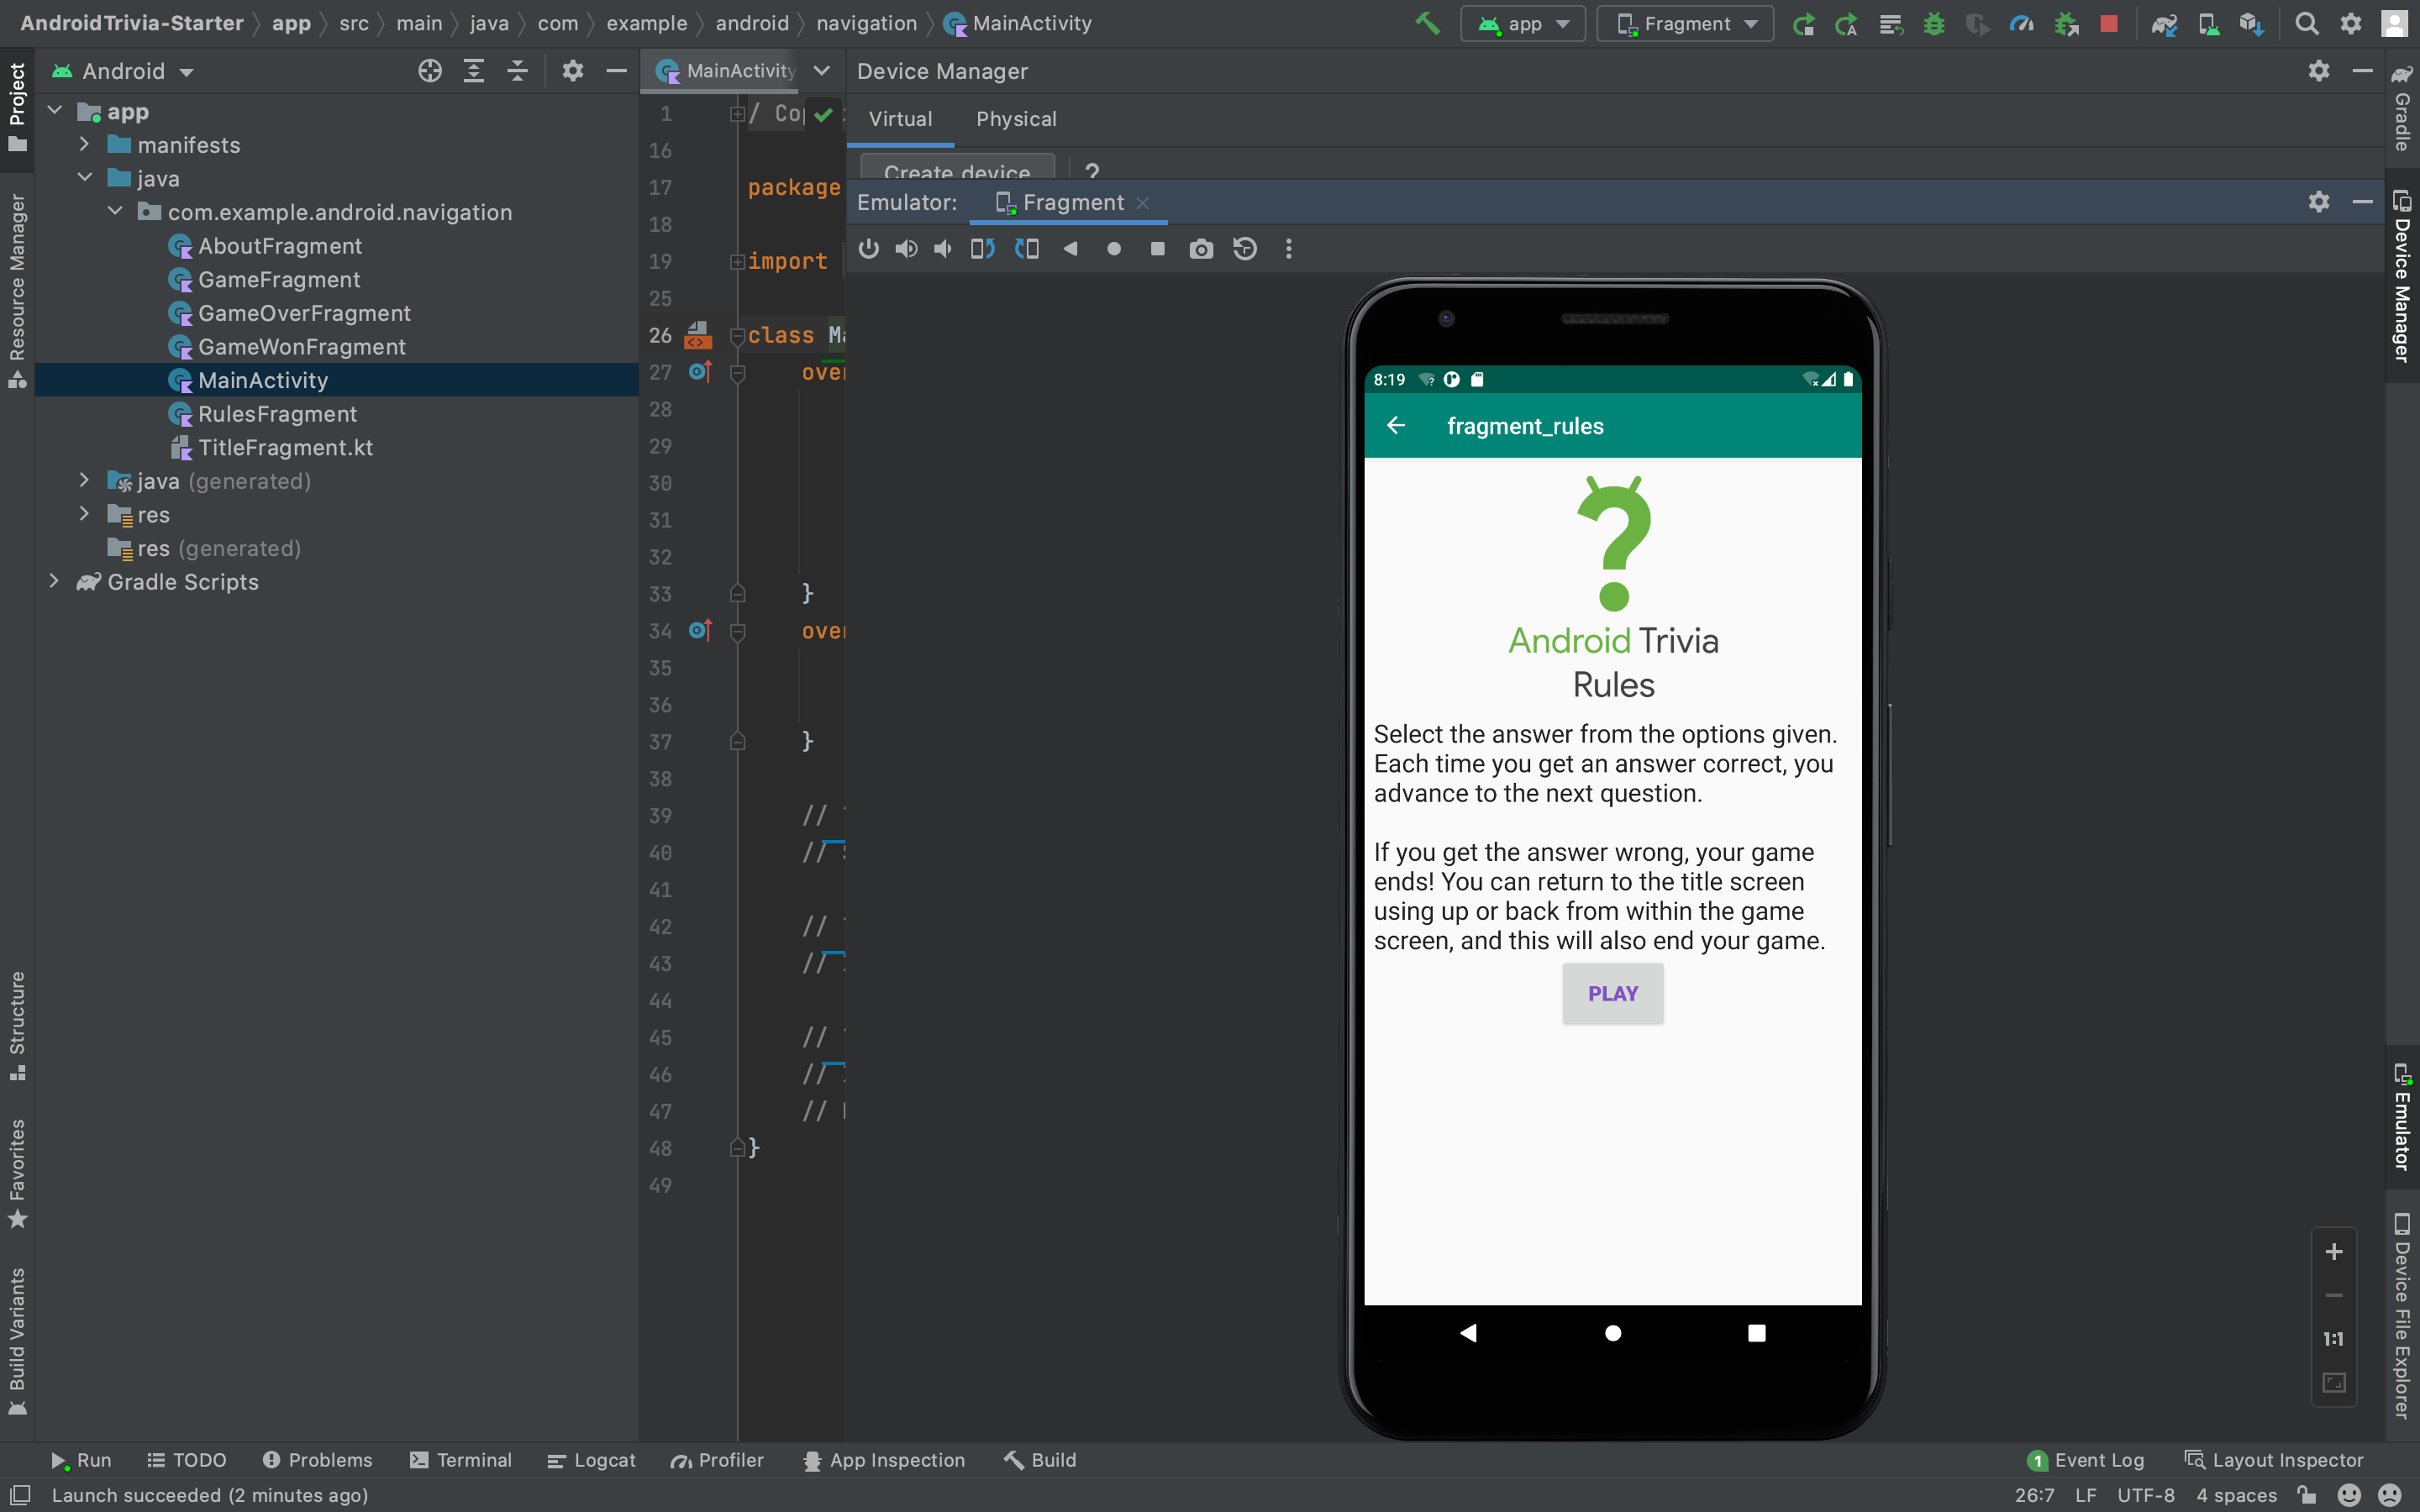 AndroidTrivia-Starter app src main java com example android navigation MainActivity
app
Fragment
Project
Resource Manager
Structure
Favorites
Build Variants
Android
app
manifests
java
com.example.android.navigation
AboutFragment
GameFragment
GameOverFragment
GameWonFragment
MainActivity
RulesFragment
TitleFragment.kt
java (generated)
res
res (generated)
Gradle Scripts
MainActivity
1 / Cop
16
17 package
18
19 import
25
26 class Ma
27 over
28
29
30
31
32
33 }
34 over
35
36
37 }
38
39 //
40 //
41
42 //
43 //
44
45 //
46 //
47 //
48 }
49
Device Manager
Virtual Physical
Create device ?
Emulator: Fragment
8:19
fragment_rules
Android Trivia
Rules
Select the answer from the options given.
Each time you get an answer correct, you
advance to the next question.
If you get the answer wrong, your game
ends! You can return to the title screen
using up or back from within the game
screen, and this will also end your game.
PLAY
1:1
Gradle
Device Manager
Emulator
Device File Explorer
Run TODO Problems Terminal Logcat Profiler App Inspection Build
1 Event Log Layout Inspector
Launch succeeded (2 minutes ago)
26:7 LF UTF-8 4 spaces